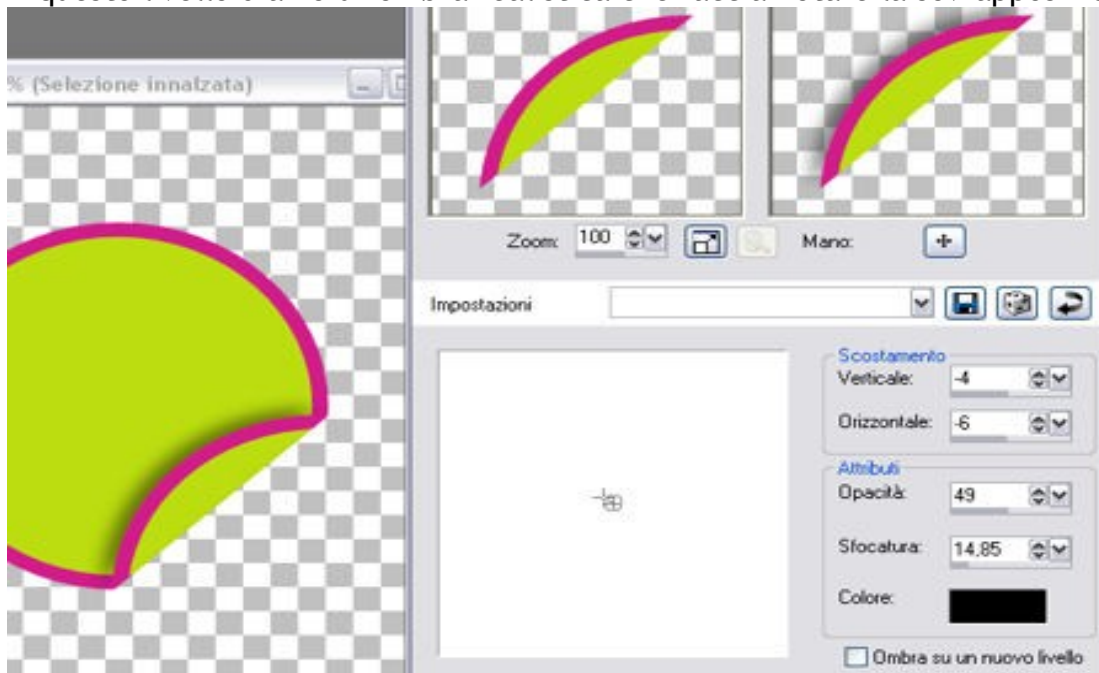 % (Selezione innalzata)
Zoom: 100
Mano:
Impostazioni
Scostamento
Verticale: -4
Orizzontale: -6
Attributi
Opacità: 49
Sfocatura: 14,85
Colore:
Ombra su un nuovo livello